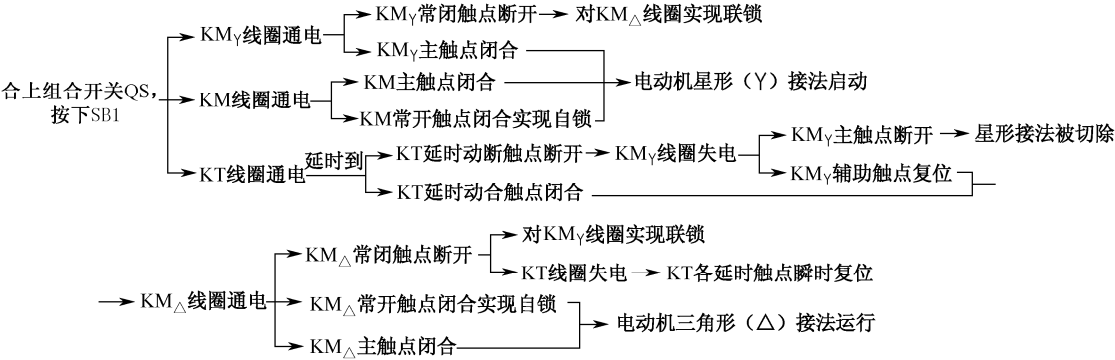 KMY常闭触点断开 对KM△线圈实现联锁
KMY线圈通电
KMY主触点闭合
合上组合开关QS,
按下SB1
KM主触点闭合 电动机星形（Y）接法启动
KM线圈通电
KM常开触点闭合实现自锁
KMY主触点断开 星形接法被切除
延时到 KT延时动断触点断开 KMY线圈失电
KT线圈通电 KMY辅助触点复位
KT延时动合触点闭合
对KMY线圈实现联锁
KM△常闭触点断开
KT线圈失电 KT各延时触点瞬时复位
KM△线圈通电 KM△常开触点闭合实现自锁
电动机三角形（△）接法运行
KM△主触点闭合